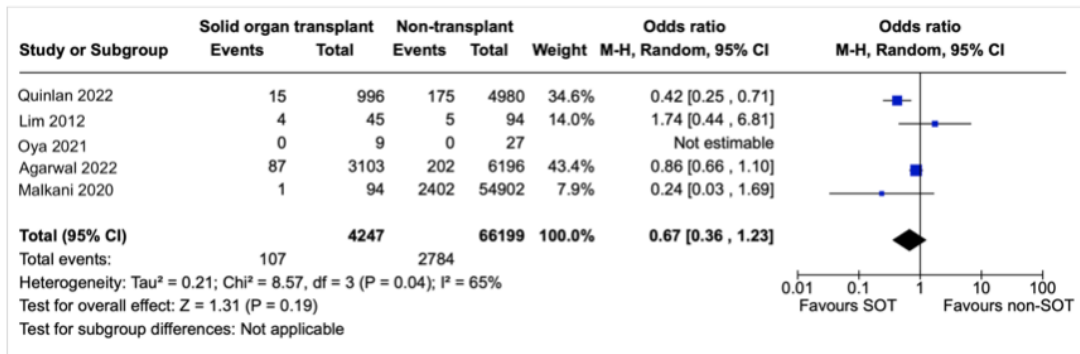 Solid organ transplant Non-transplant Odds ratio Odds ratio
Study or Subgroup Events Total Events Total Weight M-H, Random, 95% CI M-H, Random, 95% CI
Quinlan 2022 15 996 175 4980 34.6% 0.42 [0.25 , 0.71]
Lim 2012 4 45 5 94 14.0% 1.74 [0.44 , 6.81]
Oya 2021 0 9 0 27 Not estimable
Agarwal 2022 87 3103 202 6196 43.4% 0.86 [0.66 , 1.10]
Malkani 2020 1 94 2402 54902 7.9% 0.24 [0.03 , 1.69]
Total (95% CI) 4247 66199 100.0% 0.67 [0.36 , 1.23]
Total events: 107 2784
Heterogeneity: Tau² = 0.21; Chi² = 8.57, df = 3 (P = 0.04); I² = 65%
0.01 0.1 1 10 100
Test for overall effect: Z = 1.31 (P = 0.19)
Favours SOT Favours non-SOT
Test for subgroup differences: Not applicable